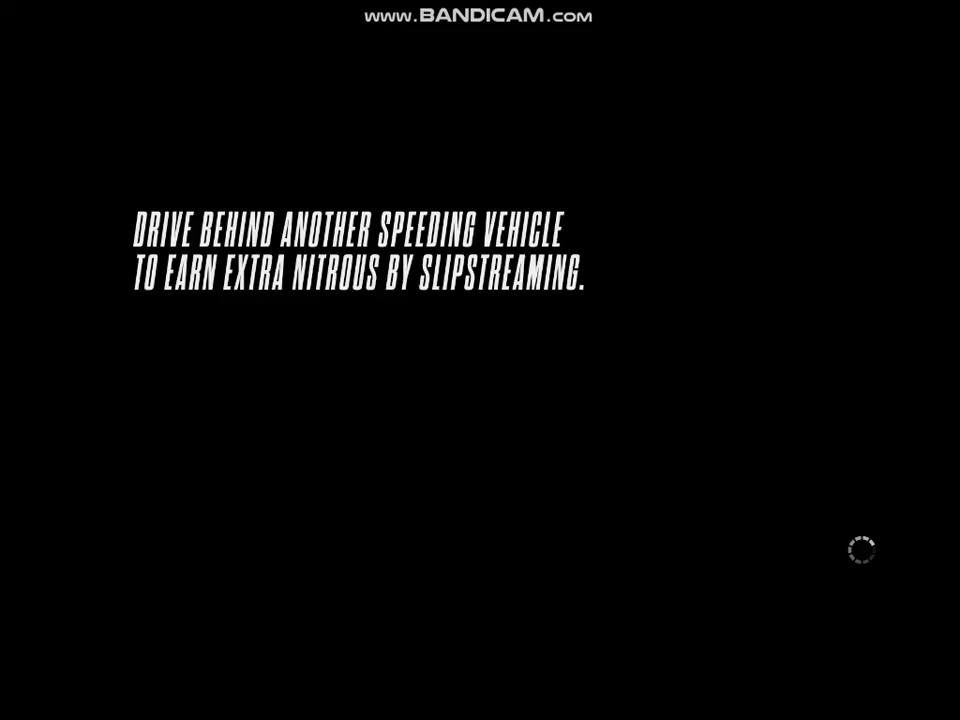 www.BANDICAM.com
DRIVE BEHIND ANOTHER SPEEDING VEHICLE
TO EARN EXTRA NITROUS BY SLIPSTREAMING.